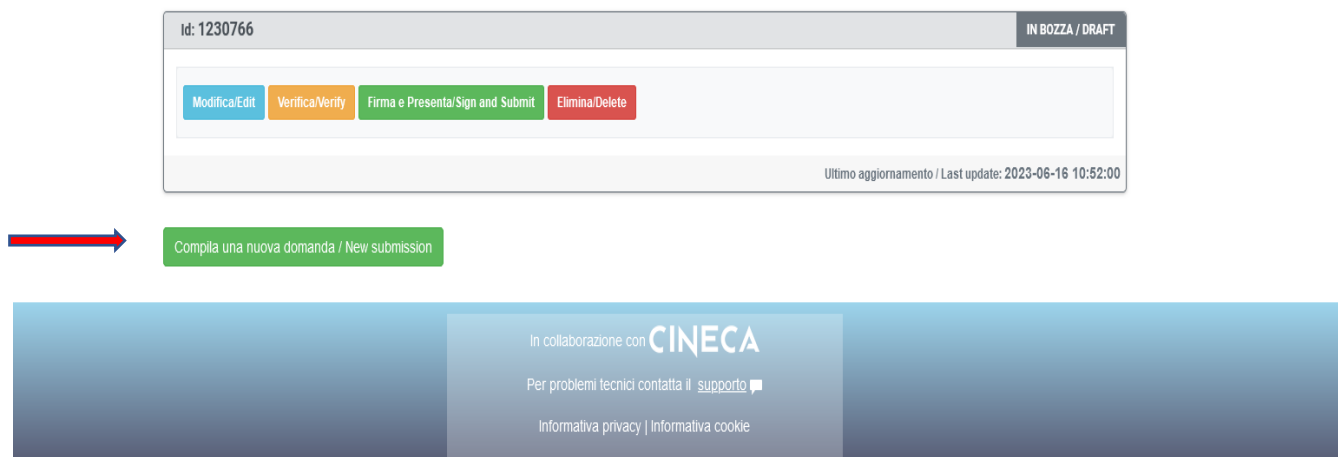 Id: 1230766
IN BOZZA / DRAFT
Modifica/Edit
Verifica/Verify
Firma e Presenta/Sign and Submit
Elimina/Delete
Ultimo aggiornamento / Last update: 2023-06-16 10:52:00
Compila una nuova domanda / New submission
In collaborazione con CINECA
Per problemi tecnici contatta il supporto
Informativa privacy | Informativa cookie